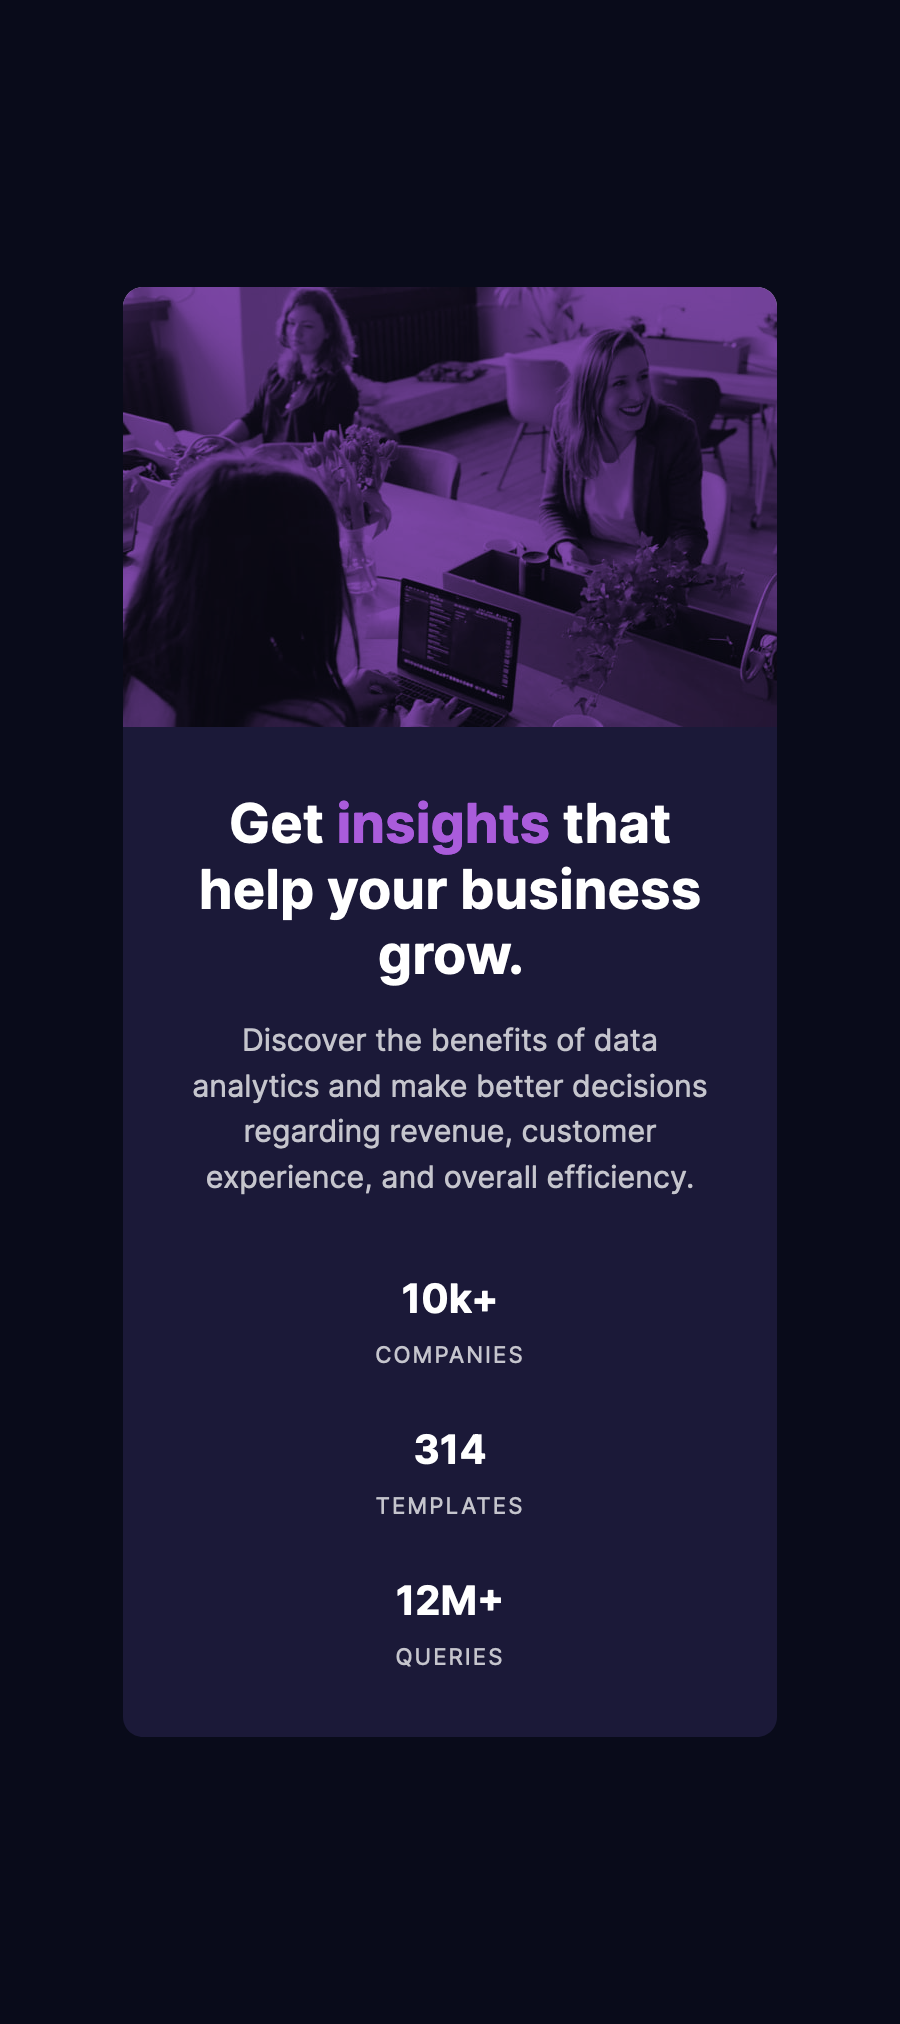 Get insights that
help your business
grow.
Discover the benefits of data
analytics and make better decisions
regarding revenue, customer
experience, and overall efficiency.
10k+
COMPANIES
314
TEMPLATES
12M+
QUERIES